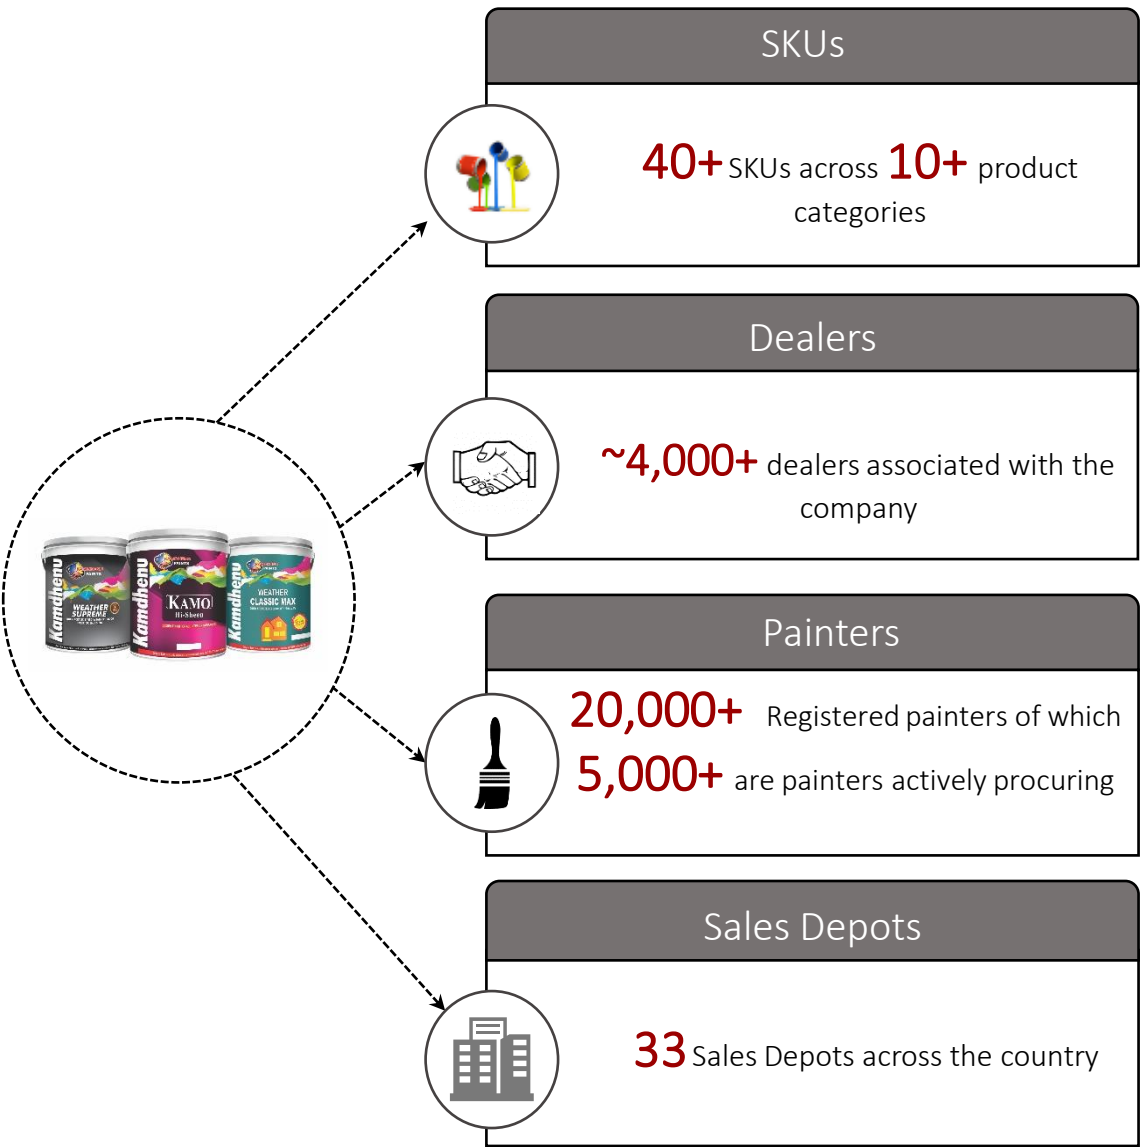 SKUs
40+ SKUs across 10+ product
categories
Dealers
~4,000+ dealers associated with the
company
Painters
20,000+ Registered painters of which
5,000+ are painters actively procuring
Sales Depots
33 Sales Depots across the country
Kamdhenu
WEATHER
SUPREME
Kamdhenu
KAMO
Hi-Sheen
Kamdhenu
WEATHER
CLASSIC MAX